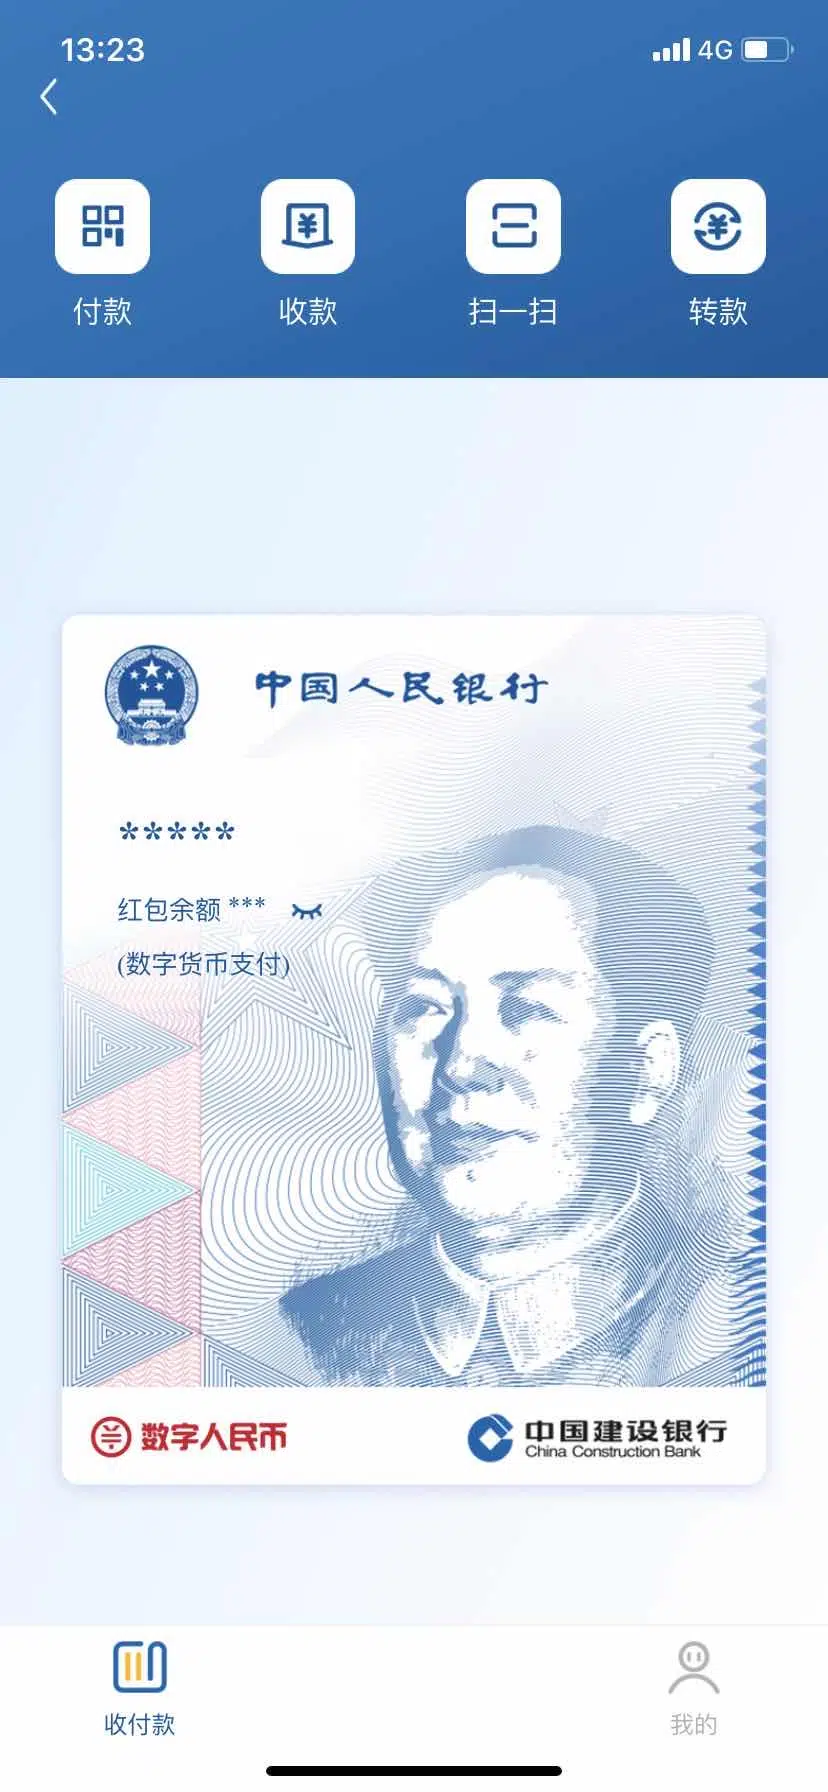 13:23
4G
付款
收款
扫一扫
转款
中国人民银行
*****
红包余额 ***
(数字货币支付)
数字人民币
中国建设银行
China Construction Bank
收付款
我的